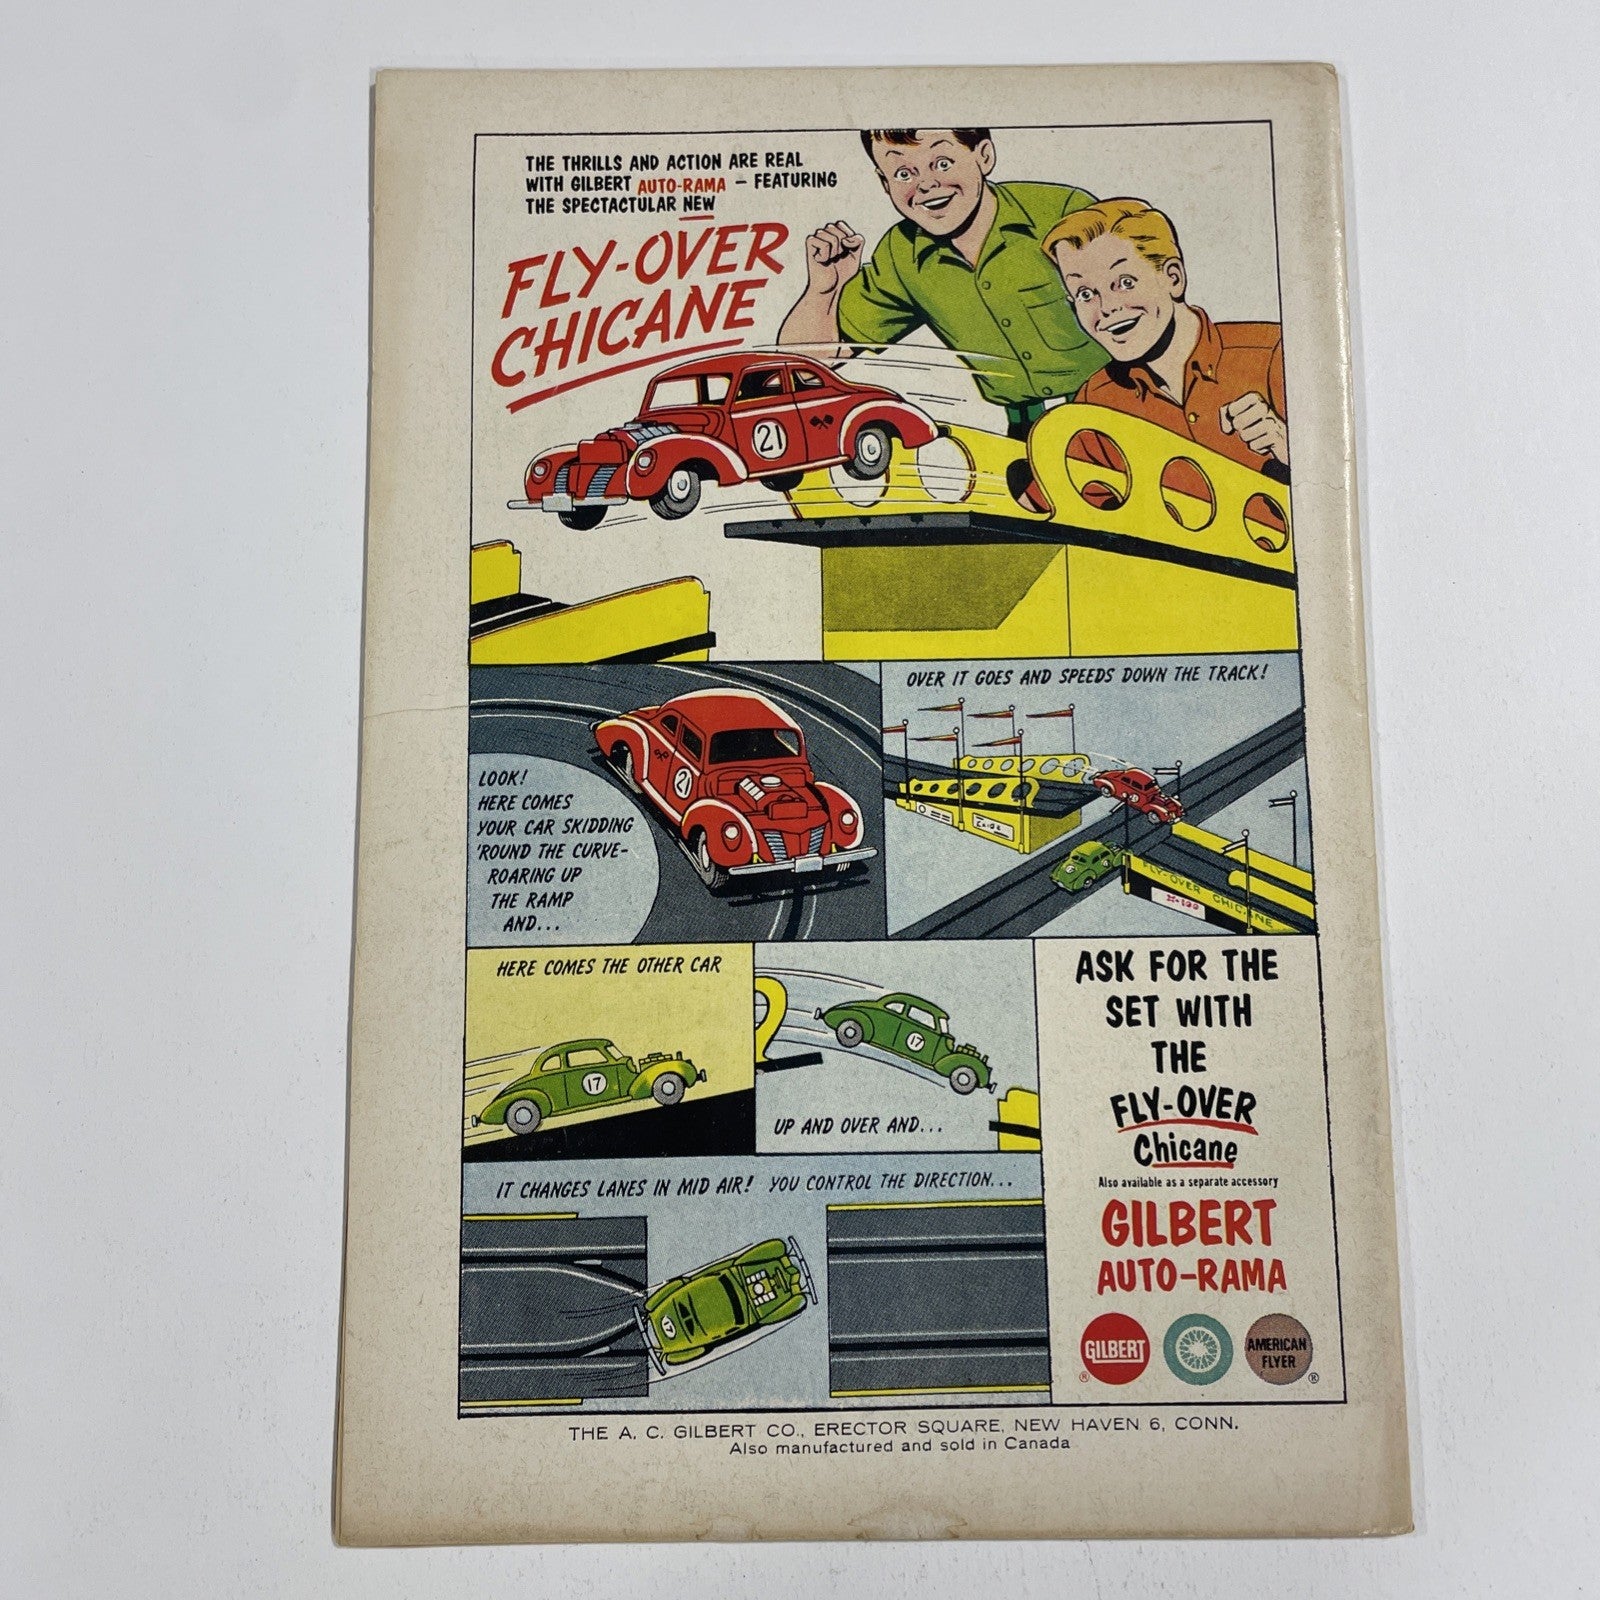 THE THRILLS AND ACTION ARE REAL
WITH GILBERT AUTO-RAMA – FEATURING
THE SPECTACTULAR NEW
FLY-OVER
CHICANE
21
LOOK!
HERE COMES
YOUR CAR SKIDDING
'ROUND THE CURVE-
ROARING UP
THE RAMP
AND...
21
OVER IT GOES AND SPEEDS DOWN THE TRACK!
FLY-OVER CHICANE
HERE COMES THE OTHER CAR
17
UP AND OVER AND...
17
IT CHANGES LANES IN MID AIR! YOU CONTROL THE DIRECTION...
17
ASK FOR THE
SET WITH
THE
FLY-OVER
Chicane
Also available as a separate accessory
GILBERT
AUTO-RAMA
GILBERT
®
AMERICAN
FLYER
®
THE A. C. GILBERT CO., ERECTOR SQUARE, NEW HAVEN 6, CONN.
Also manufactured and sold in Canada